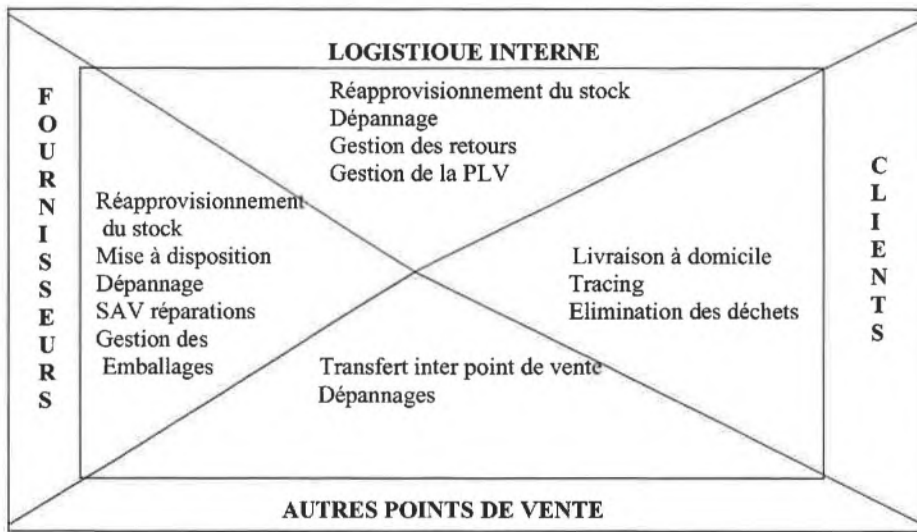 LOGISTIOUE INTERNE
Réapprovisionnement du stock
Dépannage
Gestion des retours
Gestion de la PLV
FOURNISSEURS
Réapprovisionnement
du stock
Mise à disposition
Dépannage
SAV réparations
Gestion des
Emballages
CLIENTS
Livraison à domicile
Tracing
Elimination des déchets
Transfert inter point de vente
Dépannages
AUTRES POINTS DE VENTE